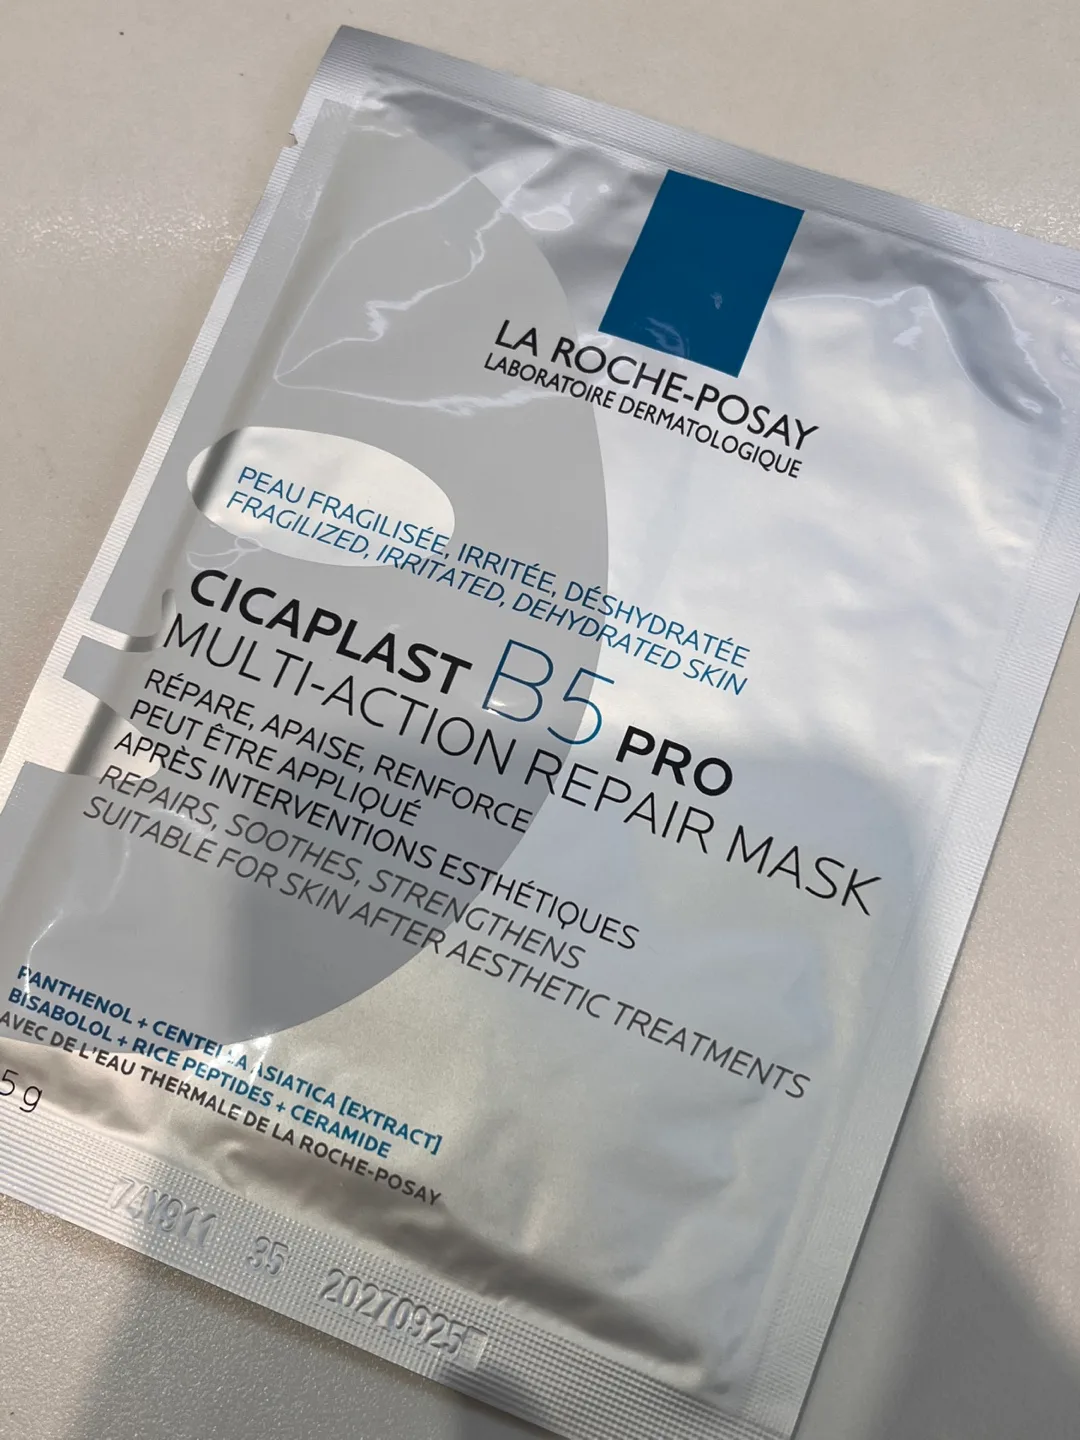 LA ROCHE-POSAY
LABORATOIRE DERMATOLOGIQUE
PEAU FRAGILISÉE, IRRITÉE, DÉSHYDRATÉE
FRAGILIZED, IRRITATED, DEHYDRATED SKIN
CICAPLAST B5 PRO
MULTI-ACTION REPAIR MASK
RÉPARE, APAISE, RENFORCE
PEUT ÊTRE APPLIQUÉ
APRÈS INTERVENTIONS ESTHÉTIQUES
REPAIRS, SOOTHES, STRENGTHENS
SUITABLE FOR SKIN AFTER AESTHETIC TREATMENTS
PANTHENOL + CENTELLA ASIATICA [EXTRACT]
BISABOLOL + RICE PEPTIDES + CERAMIDE
AVEC DE L'EAU THERMALE DE LA ROCHE-POSAY
5 g
74Y911 35 20270925